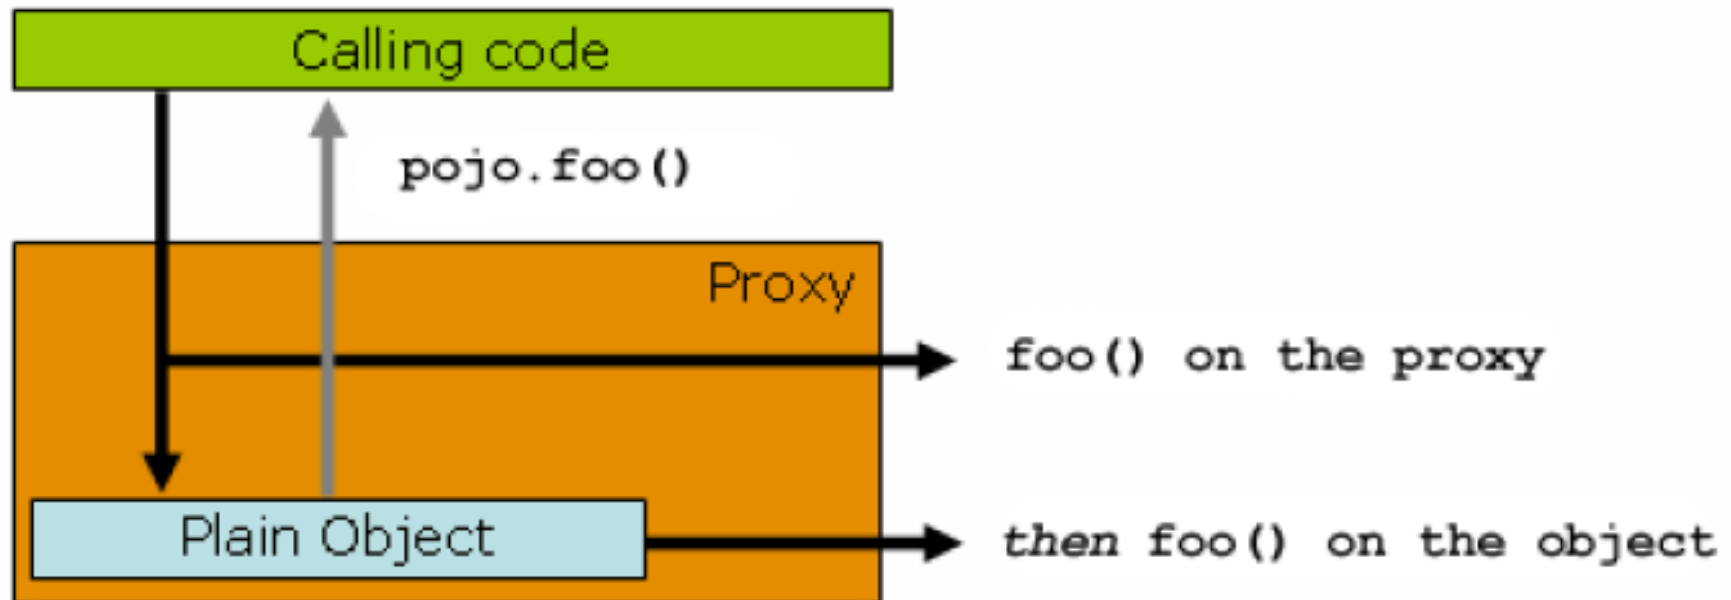 Calling code
pojo.foo()
Proxy
foo() on the proxy
Plain Object
then foo() on the object